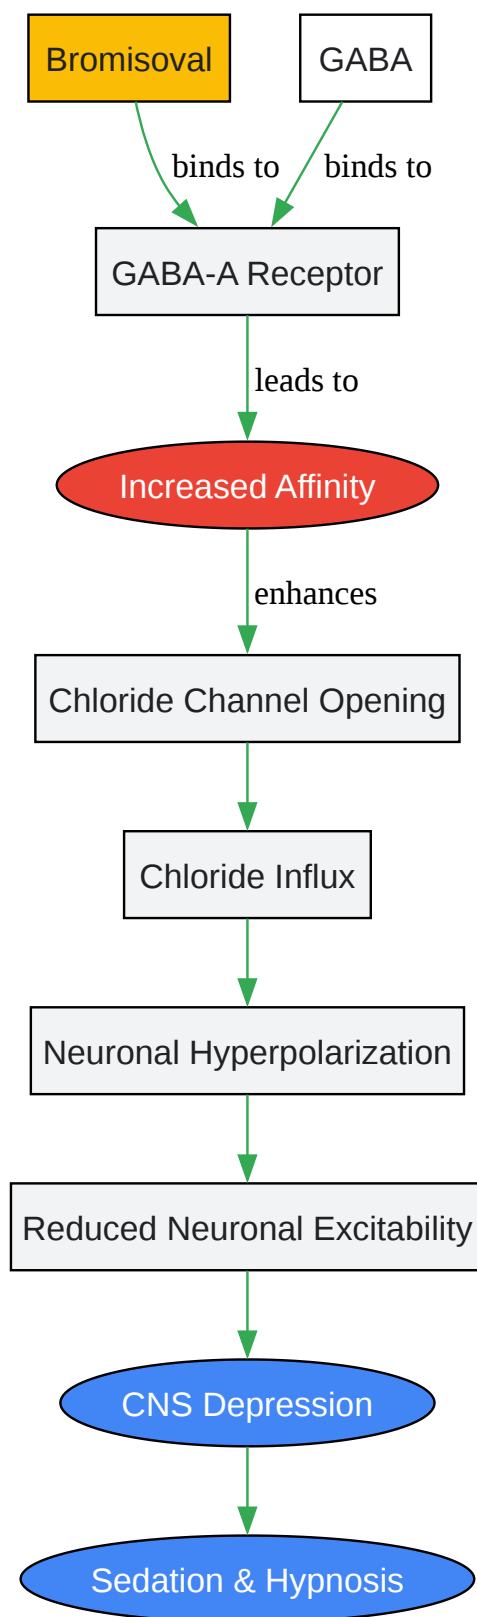 Bromisoval
GABA
binds to
binds to
GABA-A Receptor
leads to
Increased Affinity
enhances
Chloride Channel Opening
Chloride Influx
Neuronal Hyperpolarization
Reduced Neuronal Excitability
CNS Depression
Sedation & Hypnosis